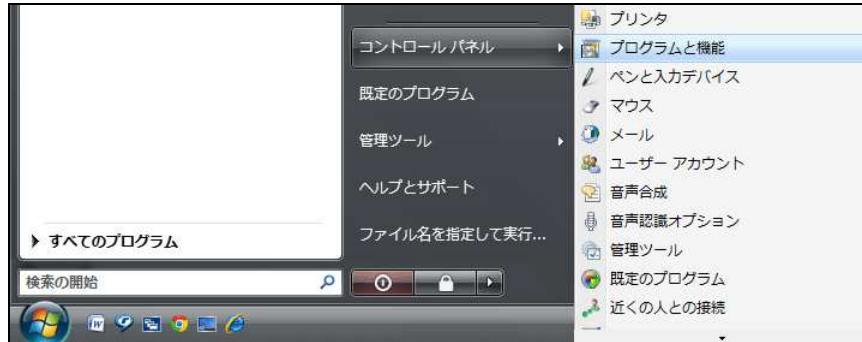 コントロール パネル
既定のプログラム
管理ツール
ヘルプとサポート
ファイル名を指定して実行...
すべてのプログラム
検索の開始
プリンタ
プログラムと機能
ペンと入力デバイス
マウス
メール
ユーザー アカウント
音声合成
音声認識オプション
管理ツール
既定のプログラム
近くの人との接続